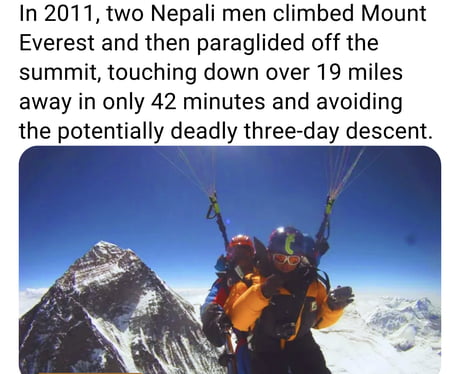 In 2011, two Nepali men climbed Mount
Everest and then paraglided off the
summit, touching down over 19 miles
away in only 42 minutes and avoiding
the potentially deadly three-day descent.